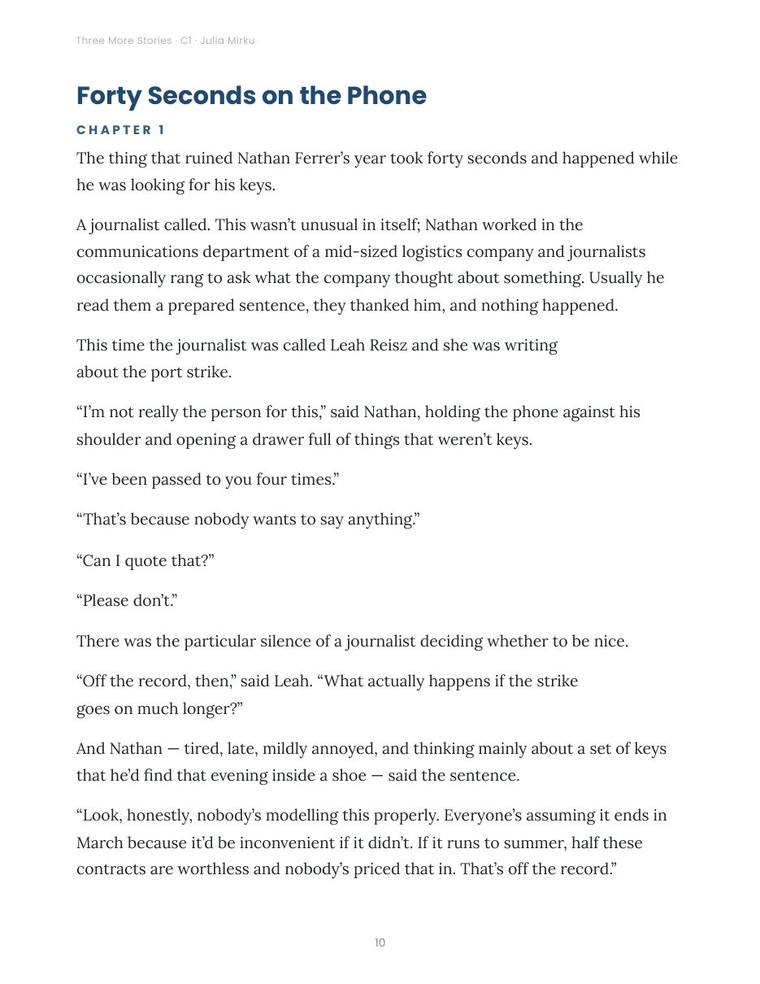 Three More Stories · C1 · Julia Mirku
Forty Seconds on the Phone
CHAPTER 1
The thing that ruined Nathan Ferrer’s year took forty seconds and happened while
he was looking for his keys.
A journalist called. This wasn’t unusual in itself; Nathan worked in the
communications department of a mid-sized logistics company and journalists
occasionally rang to ask what the company thought about something. Usually he
read them a prepared sentence, they thanked him, and nothing happened.
This time the journalist was called Leah Reisz and she was writing
about the port strike.
“I’m not really the person for this,” said Nathan, holding the phone against his
shoulder and opening a drawer full of things that weren’t keys.
“I’ve been passed to you four times.”
“That’s because nobody wants to say anything.”
“Can I quote that?”
“Please don’t.”
There was the particular silence of a journalist deciding whether to be nice.
“Off the record, then,” said Leah. “What actually happens if the strike
goes on much longer?”
And Nathan — tired, late, mildly annoyed, and thinking mainly about a set of keys
that he’d find that evening inside a shoe — said the sentence.
“Look, honestly, nobody’s modelling this properly. Everyone’s assuming it ends in
March because it’d be inconvenient if it didn’t. If it runs to summer, half these
contracts are worthless and nobody’s priced that in. That’s off the record.”
10